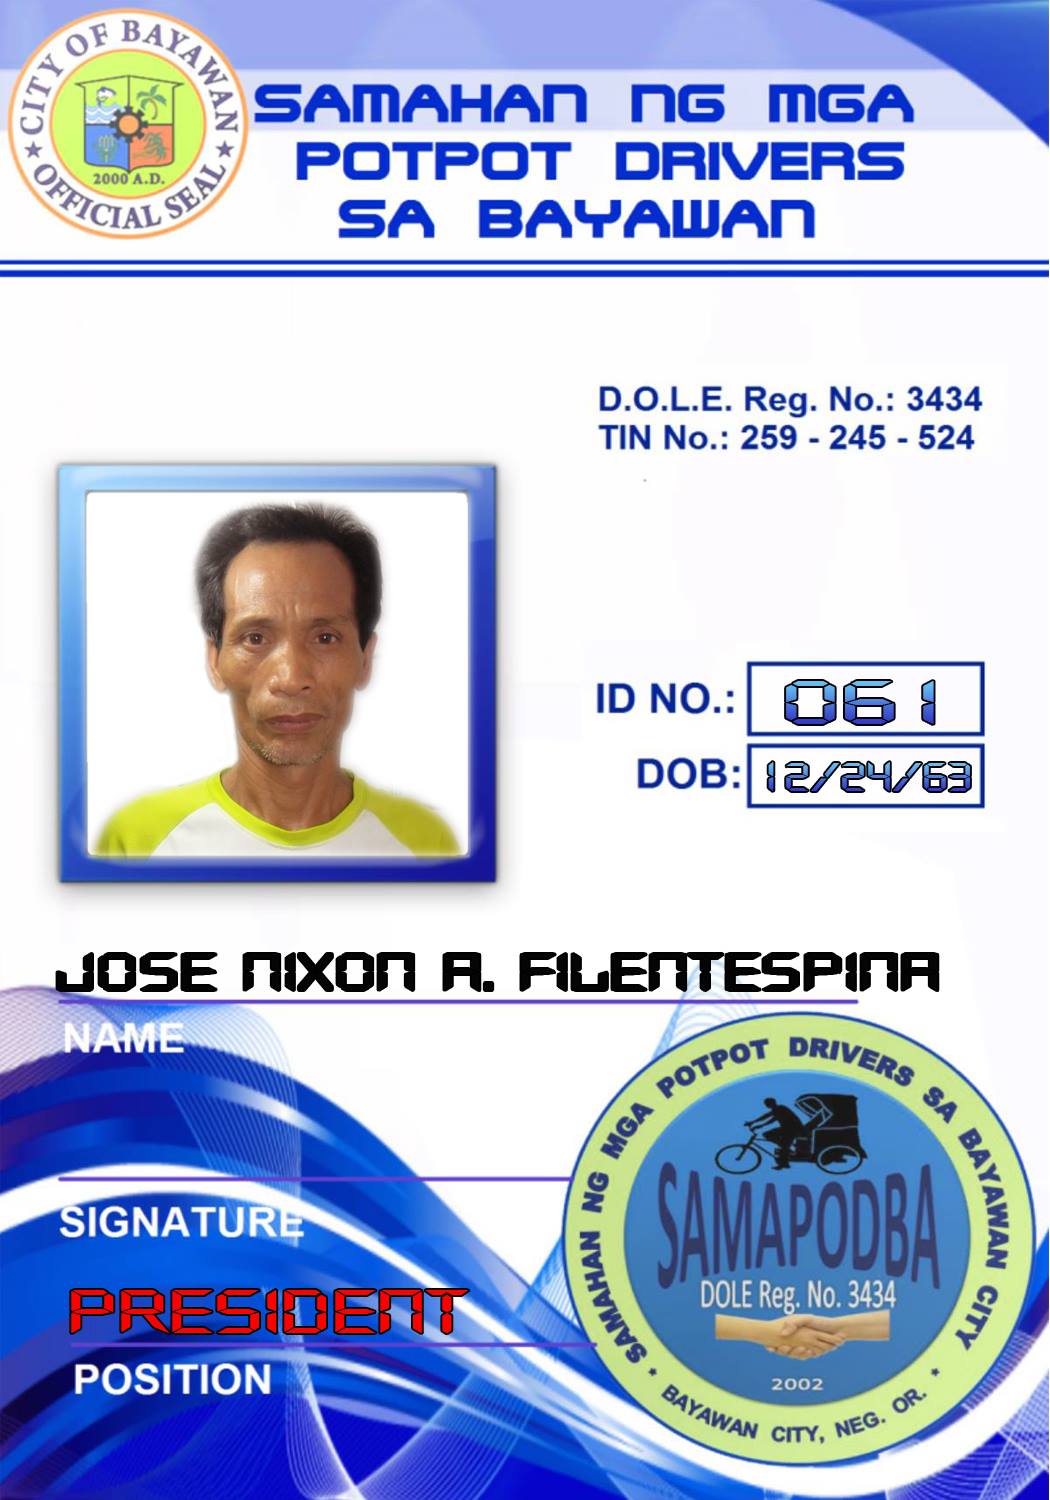 CITY OF BAYAWAN
2000 A.D.
★ OFFICIAL SEAL ★
SAMAHAN NG MGA
POTPOT DRIVERS
SA BAYAWAN
D.O.L.E. Reg. No.: 3434
TIN No.: 259 - 245 - 524
ID NO.: 061
DOB: 12/24/63
JOSE NIXON A. FILENTESPINA
NAME
SIGNATURE
PRESIDENT
POSITION
SAMAHAN NG MGA POTPOT DRIVERS SA BAYAWAN CITY
SAMAPODBA
DOLE Reg. No. 3434
2002
* BAYAWAN CITY, NEG. OR. *